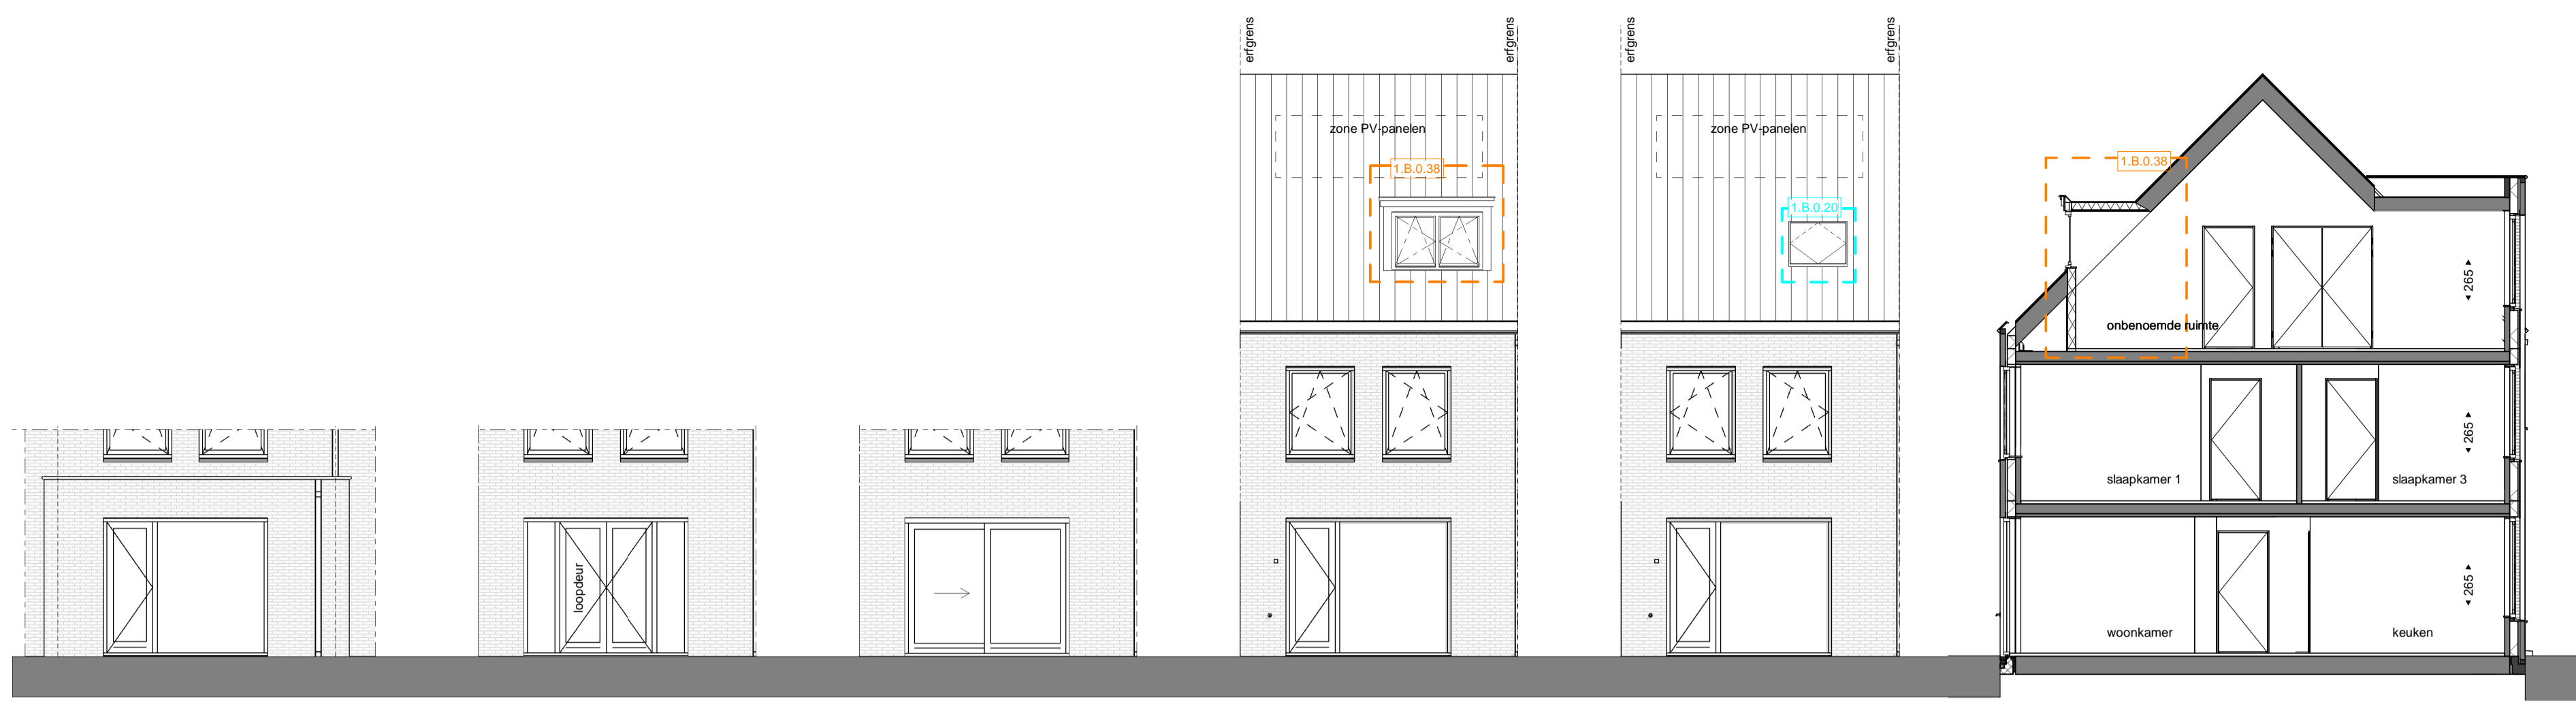 erfgrens
erfgrens
erfgrens
erfgrens
zone PV-panelen
zone PV-panelen
1.B.0.38
1.B.0.38
1.B.0.20
265
onbenoemde ruimte
265
slaapkamer 1
slaapkamer 3
loopdeur
265
woonkamer
keuken